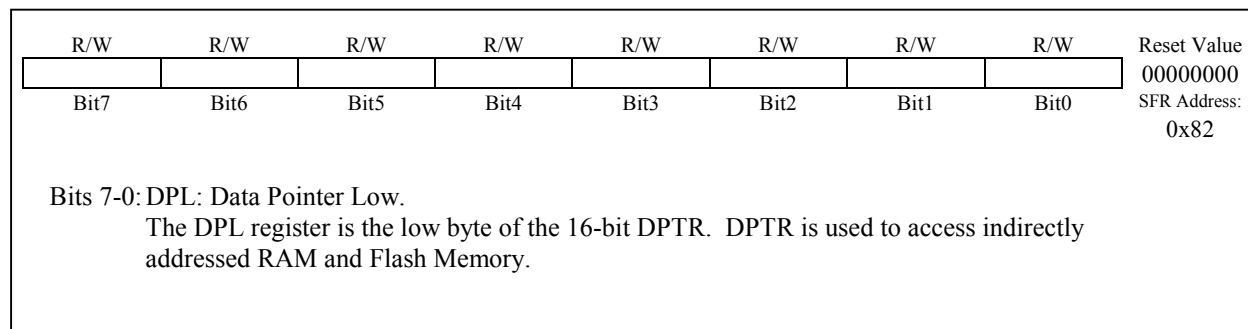 R/W R/W R/W R/W R/W R/W R/W R/W Reset Value
00000000
Bit7 Bit6 Bit5 Bit4 Bit3 Bit2 Bit1 Bit0 SFR Address:
0x82
Bits 7-0: DPL: Data Pointer Low.
The DPL register is the low byte of the 16-bit DPTR. DPTR is used to access indirectly
addressed RAM and Flash Memory.